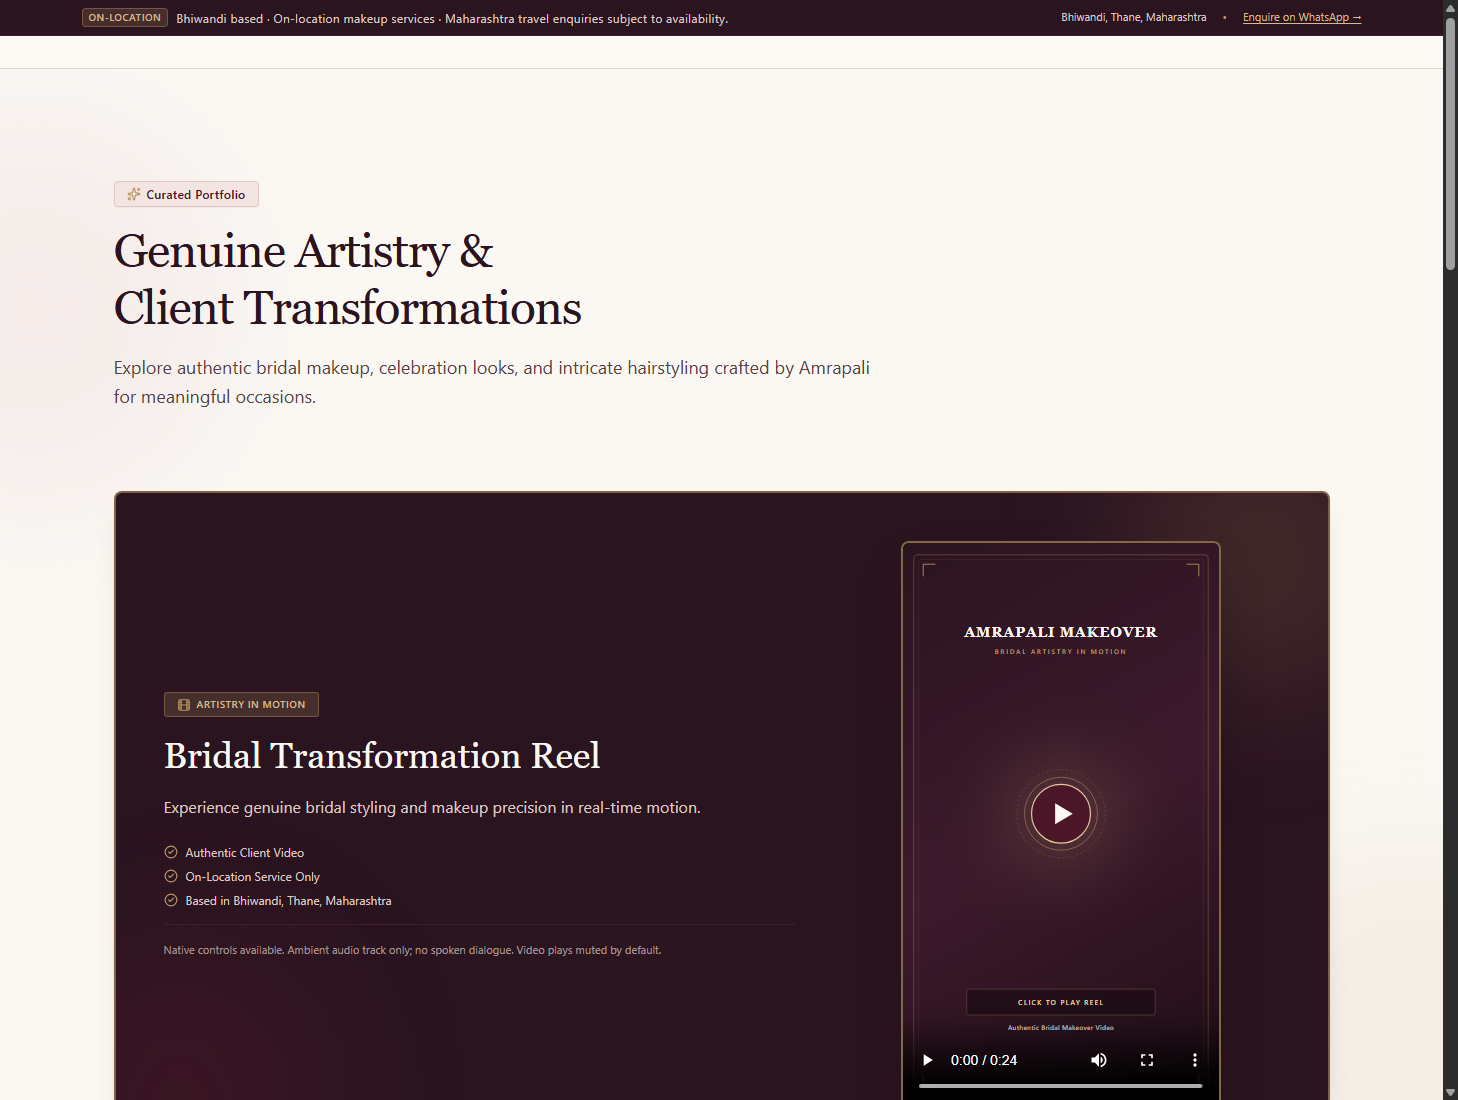 ON-LOCATION
Bhiwandi based · On-location makeup services · Maharashtra travel enquiries subject to availability.
Bhiwandi, Thane, Maharashtra • Enquire on WhatsApp →
Curated Portfolio
Genuine Artistry &
Client Transformations
Explore authentic bridal makeup, celebration looks, and intricate hairstyling crafted by Amrapali
for meaningful occasions.
ARTISTRY IN MOTION
Bridal Transformation Reel
Experience genuine bridal styling and makeup precision in real-time motion.
Authentic Client Video
On-Location Service Only
Based in Bhiwandi, Thane, Maharashtra
Native controls available. Ambient audio track only; no spoken dialogue. Video plays muted by default.
AMRAPALI MAKEOVER
BRIDAL ARTISTRY IN MOTION
CLICK TO PLAY REEL
Authentic Bridal Makeover Video
0:00 / 0:24